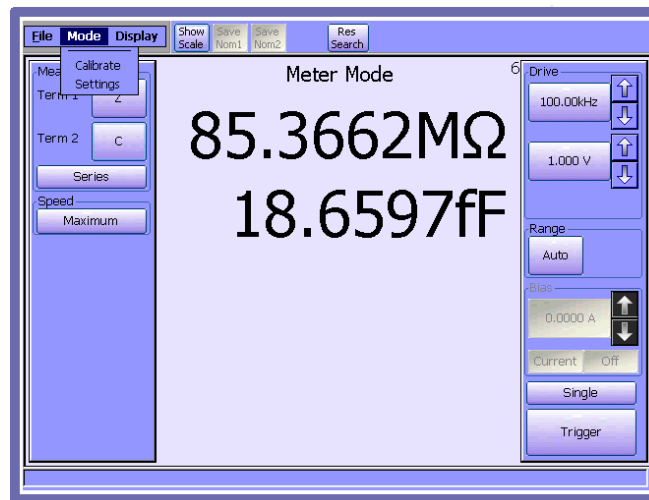 File Mode Display Show Scale Save Nom1 Save Nom2 Res Search
Calibrate
Settings
Meter Mode
6
Term 1 Z
Term 2 C
Series
Speed
Maximum
85.3662MΩ
18.6597fF
Drive
100.00kHz
1.000 V
Range
Auto
Bias
0.0000 A
Current Off
Single
Trigger